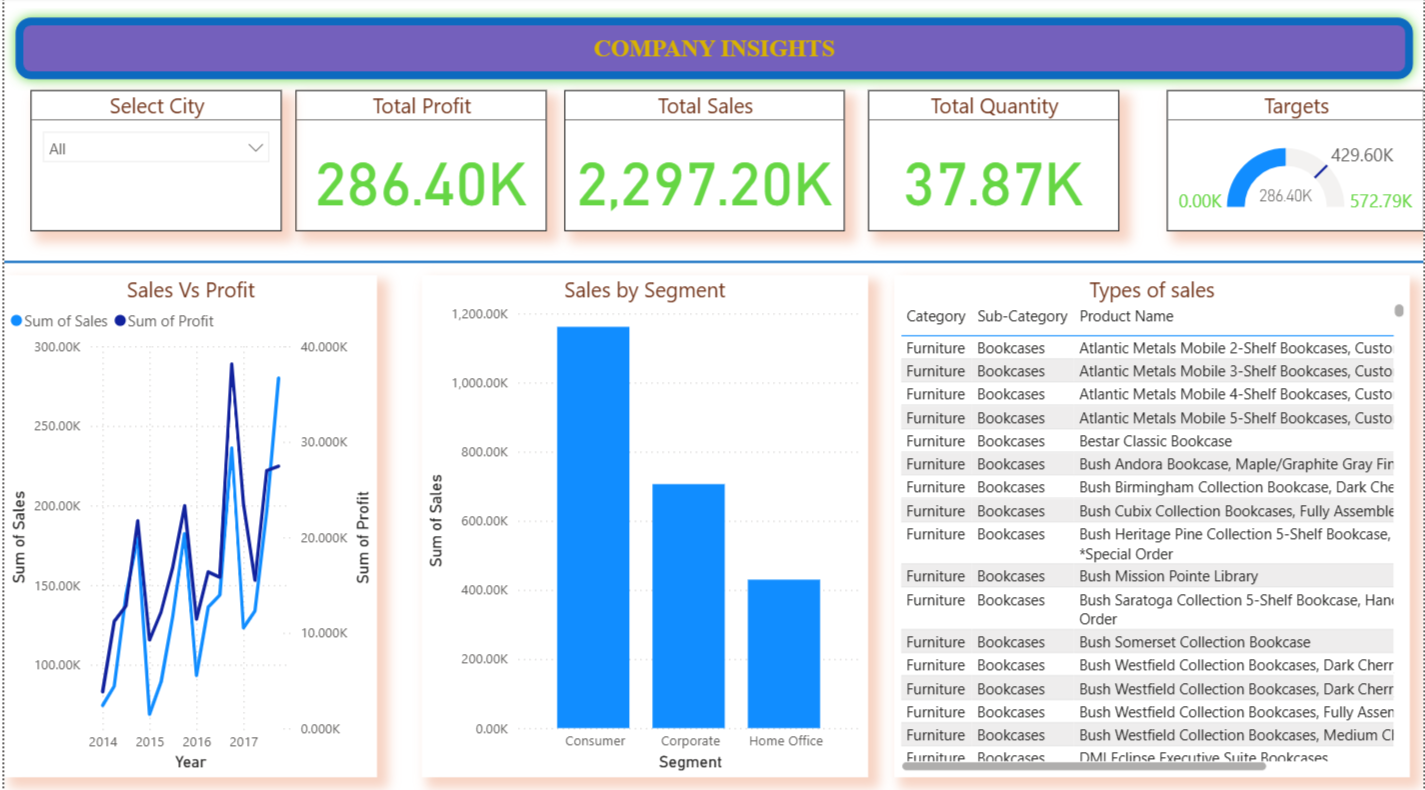 COMPANY INSIGHTS
Select City
All
Total Profit
286.40K
Total Sales
2,297.20K
Total Quantity
37.87K
Targets
429.60K
0.00K
286.40K
572.79K
Sales Vs Profit
Sum of Sales Sum of Profit
300.00K
250.00K
200.00K
150.00K
100.00K
Sum of Sales
40.000K
30.000K
20.000K
10.000K
0.000K
Sum of Profit
2014 2015 2016 2017
Year
Sales by Segment
1,200.00K
1,000.00K
800.00K
600.00K
400.00K
200.00K
0.00K
Sum of Sales
Consumer Corporate Home Office
Segment
Types of sales
Category Sub-Category Product Name
Furniture Bookcases Atlantic Metals Mobile 2-Shelf Bookcases, Custo
Furniture Bookcases Atlantic Metals Mobile 3-Shelf Bookcases, Custo
Furniture Bookcases Atlantic Metals Mobile 4-Shelf Bookcases, Custo
Furniture Bookcases Atlantic Metals Mobile 5-Shelf Bookcases, Custo
Furniture Bookcases Bestar Classic Bookcase
Furniture Bookcases Bush Andora Bookcase, Maple/Graphite Gray Fin
Furniture Bookcases Bush Birmingham Collection Bookcase, Dark Che
Furniture Bookcases Bush Cubix Collection Bookcases, Fully Assemble
Furniture Bookcases Bush Heritage Pine Collection 5-Shelf Bookcase,
*Special Order
Furniture Bookcases Bush Mission Pointe Library
Furniture Bookcases Bush Saratoga Collection 5-Shelf Bookcase, Han
Order
Furniture Bookcases Bush Somerset Collection Bookcase
Furniture Bookcases Bush Westfield Collection Bookcases, Dark Cherr
Furniture Bookcases Bush Westfield Collection Bookcases, Dark Cherr
Furniture Bookcases Bush Westfield Collection Bookcases, Fully Assen
Furniture Bookcases Bush Westfield Collection Bookcases, Medium C
Furniture Bookcases DMI Eclipse Executive Suite Bookcases